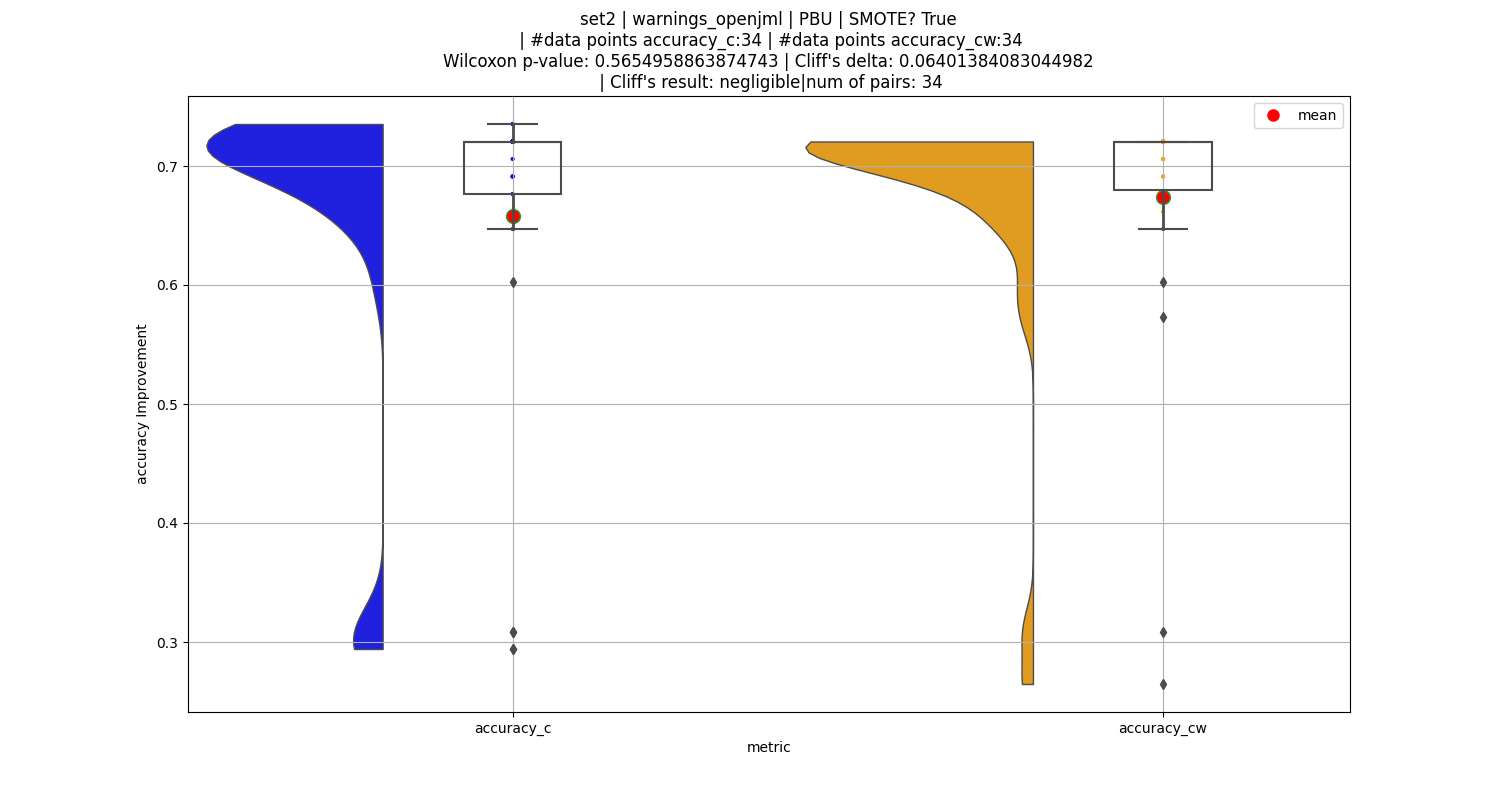 set2 | warnings_openjml | PBU | SMOTE? True
| #data points accuracy_c:34 | #data points accuracy_cw:34
Wilcoxon p-value: 0.5654958863874743 | Cliff's delta: 0.06401384083044982
| Cliff's result: negligible|num of pairs: 34
mean
0.7
0.6
0.5
0.4
0.3
accuracy Improvement
accuracy_c
accuracy_cw
metric